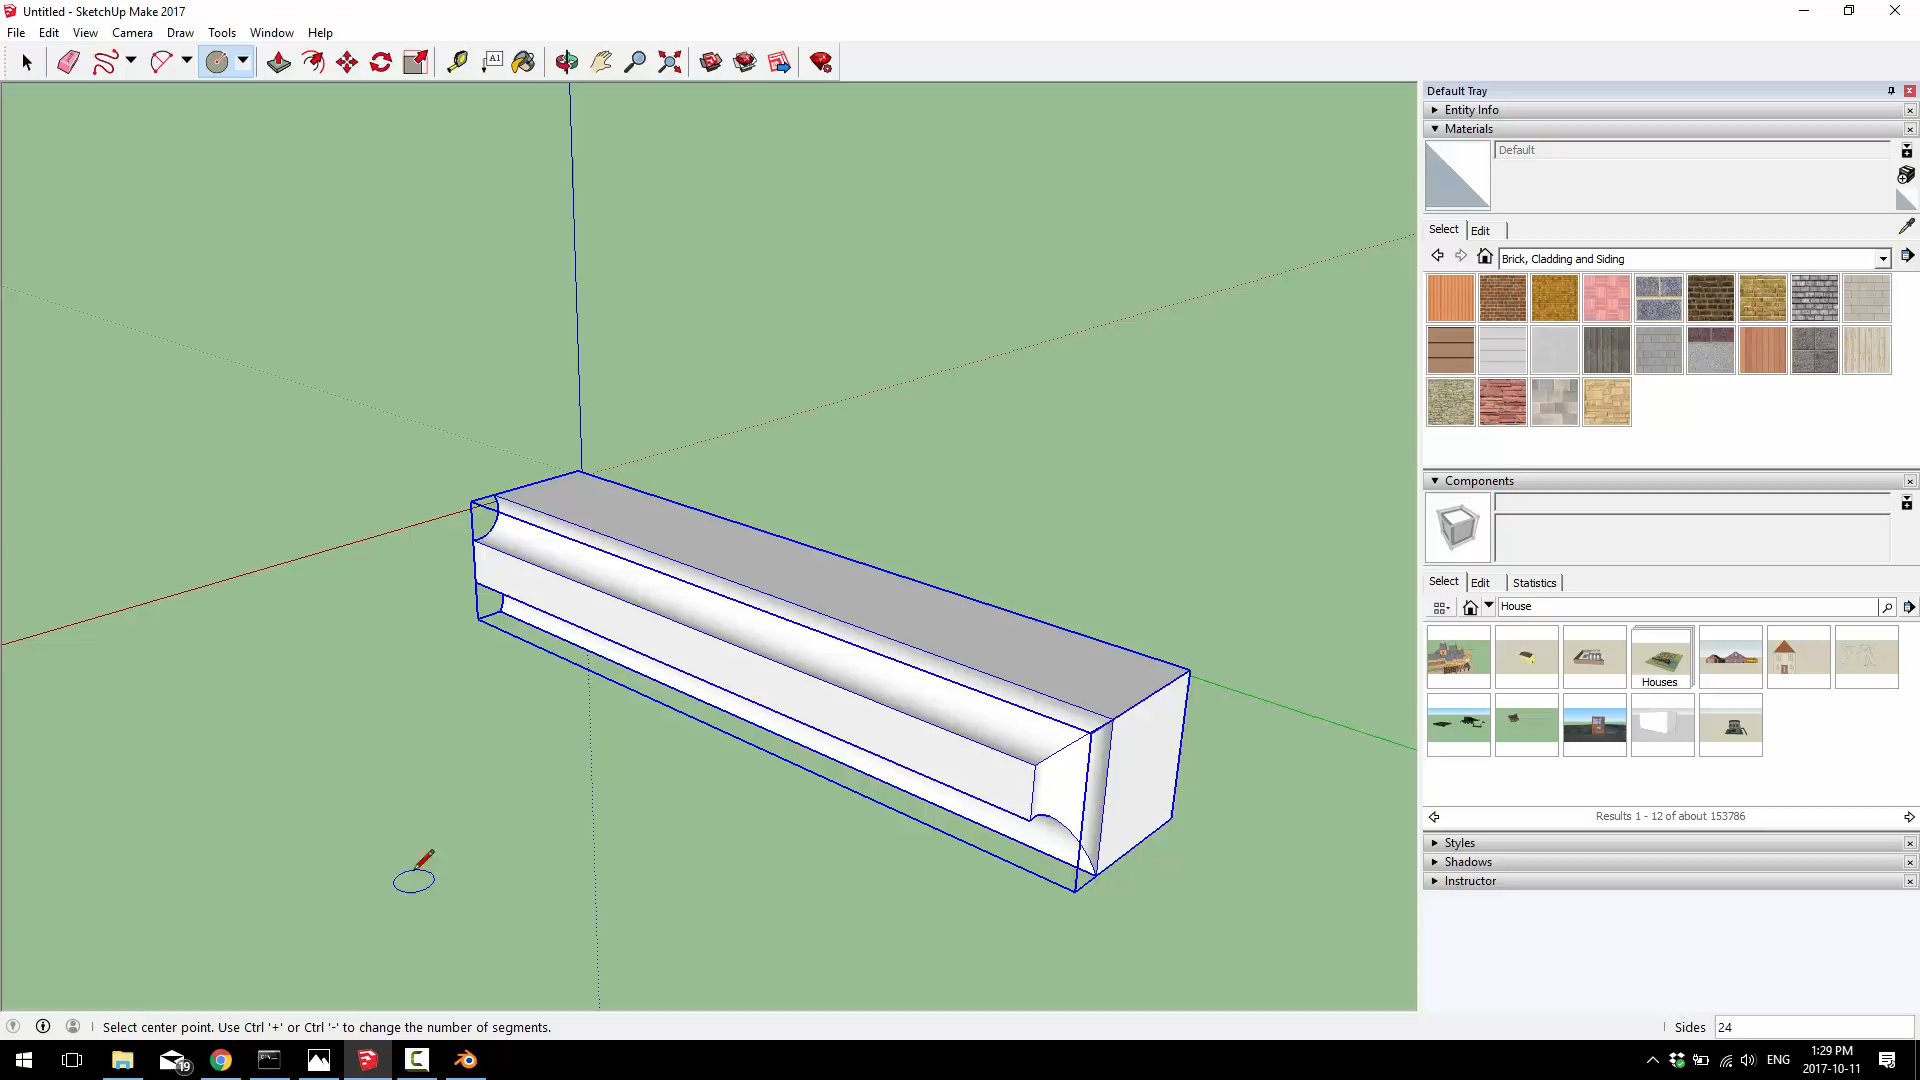 Untitled - SketchUp Make 2017
File Edit View Camera Draw Tools Window Help
A1
Default Tray
Entity Info
Materials
Default
Select Edit
Brick, Cladding and Siding
Components
Select Edit Statistics
House
Houses
Results 1 - 12 of about 153786
Styles
Shadows
Instructor
Select center point. Use Ctrl '+' or Ctrl '-' to change the number of segments.
Sides 24
19
ENG
1:29 PM
2017-10-11